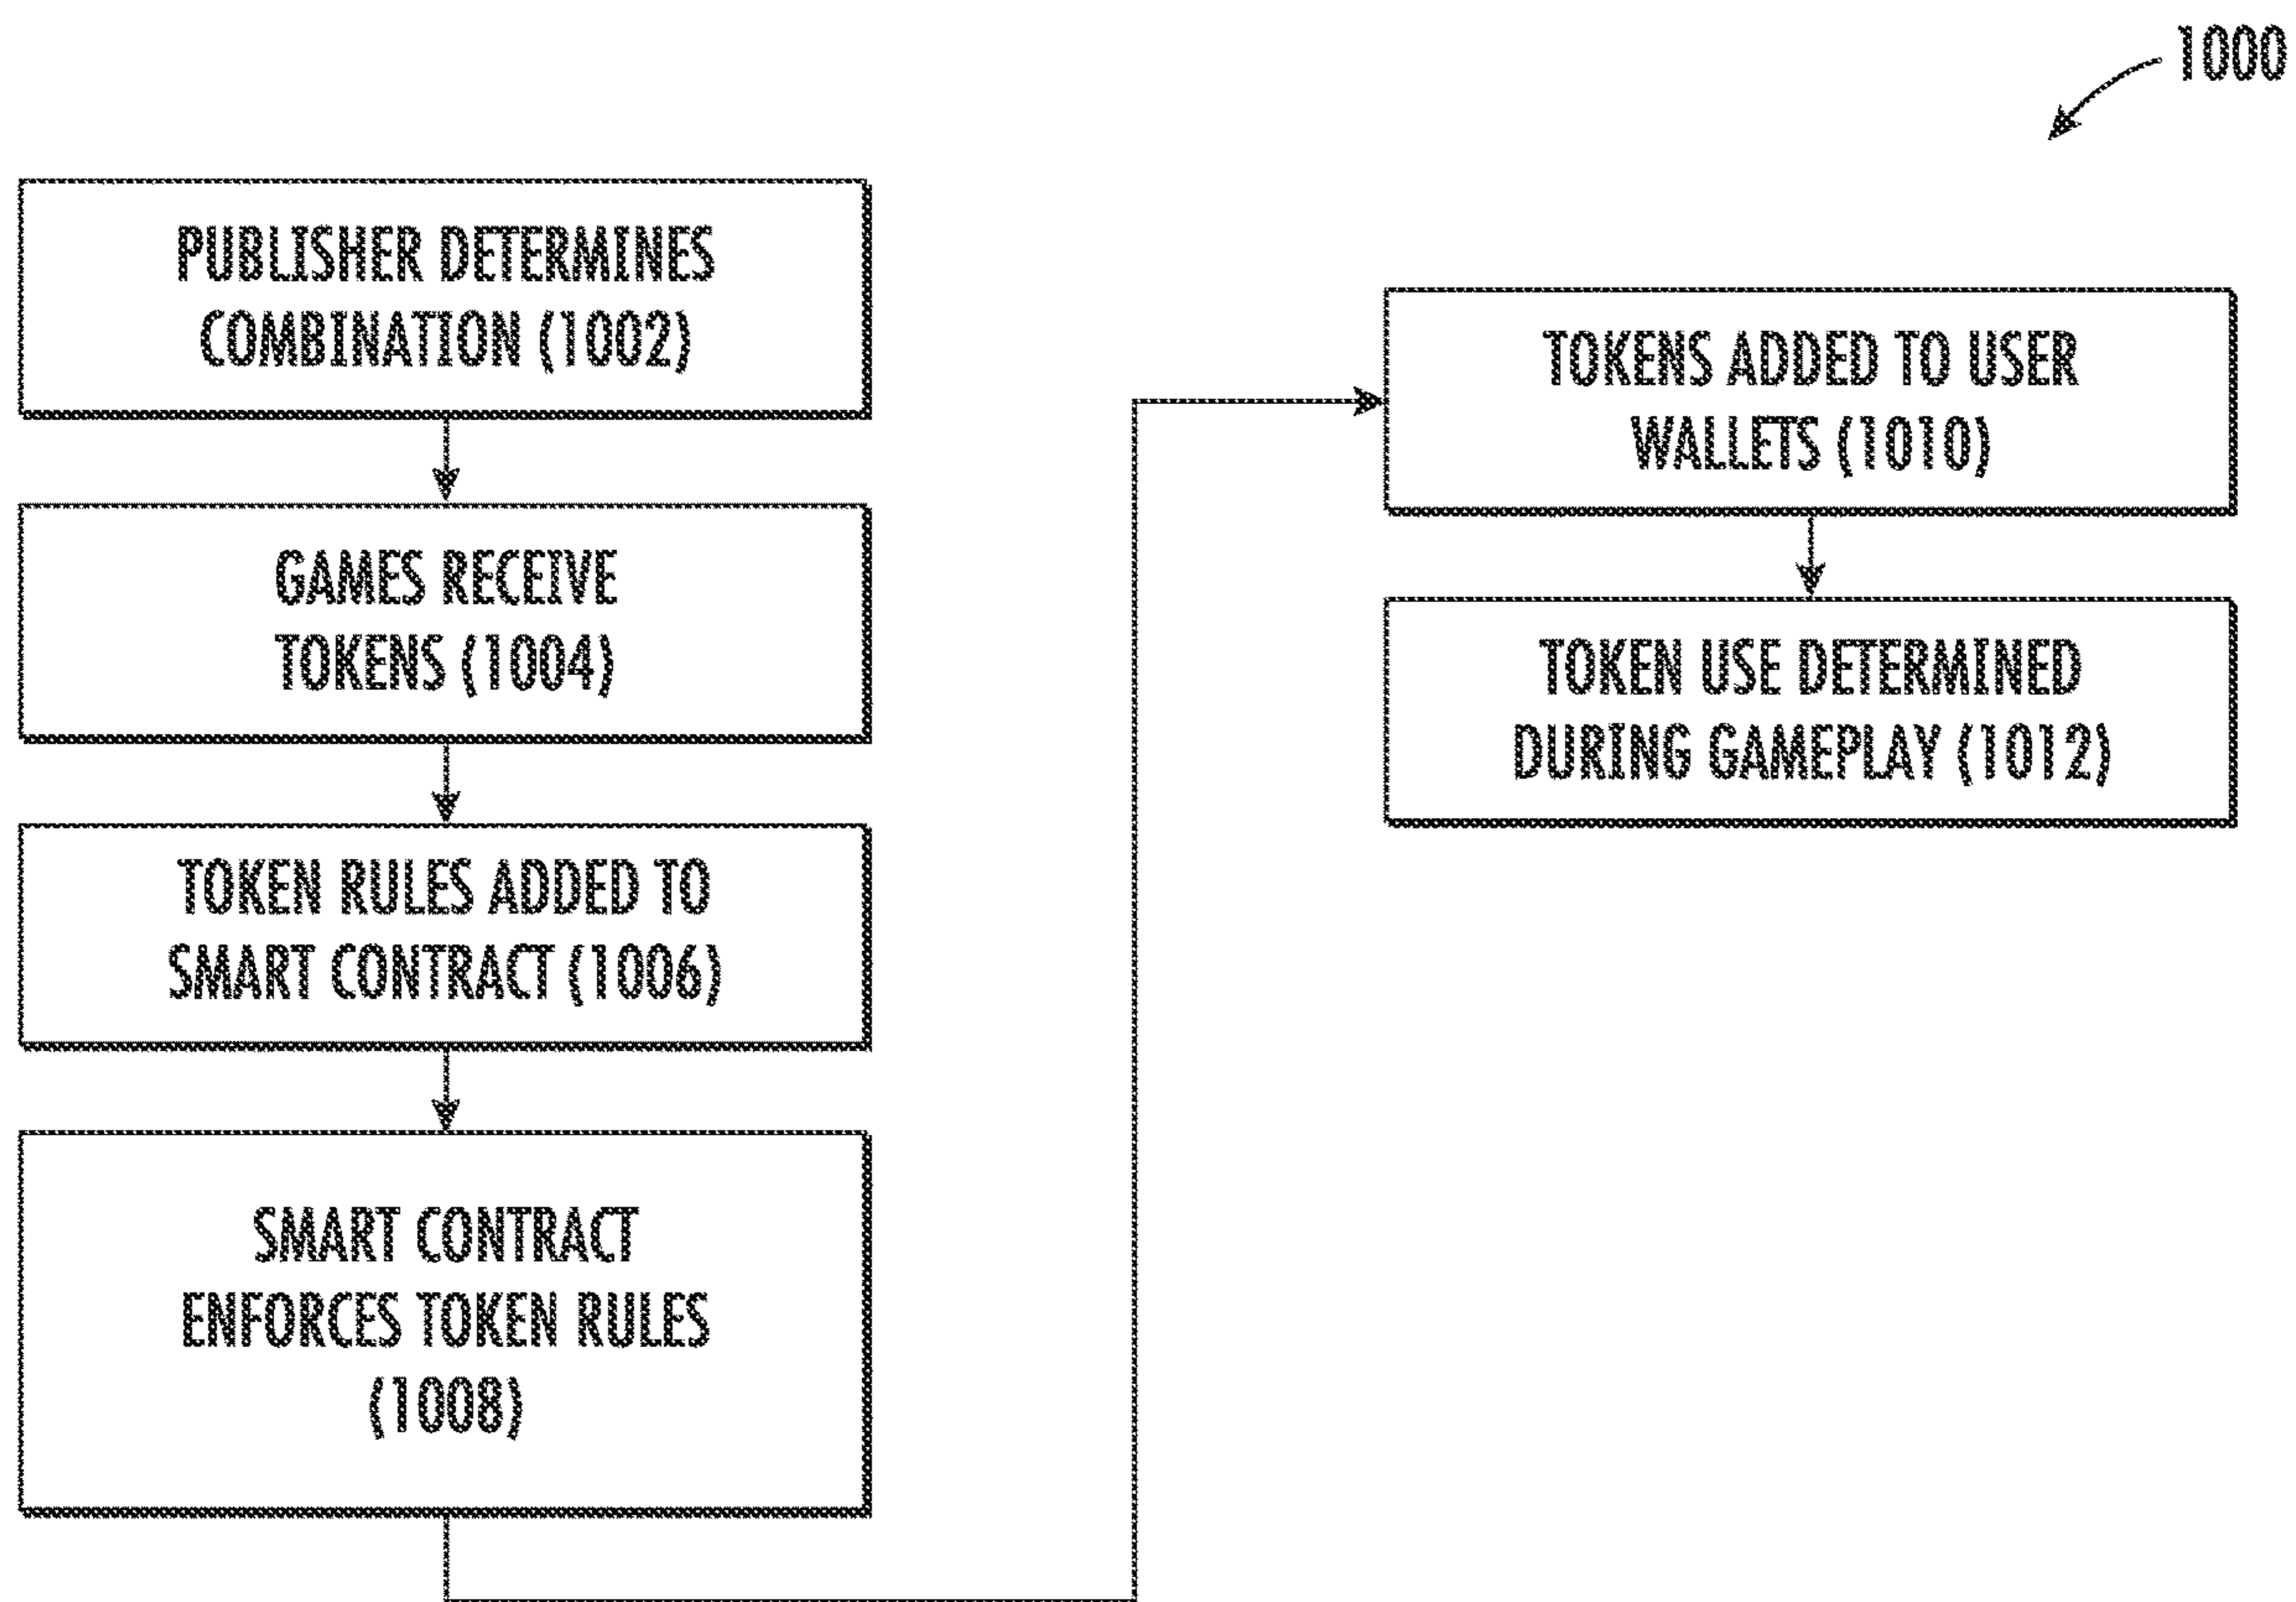 1000
PUBLISHER DETERMINES
COMBINATION (1002)
GAMES RECEIVE
TOKENS (1004)
TOKEN RULES ADDED TO
SMART CONTRACT (1006)
SMART CONTRACT
ENFORCES TOKEN RULES
(1008)
TOKENS ADDED TO USER
WALLETS (1010)
TOKEN USE DETERMINED
DURING GAMEPLAY (1012)